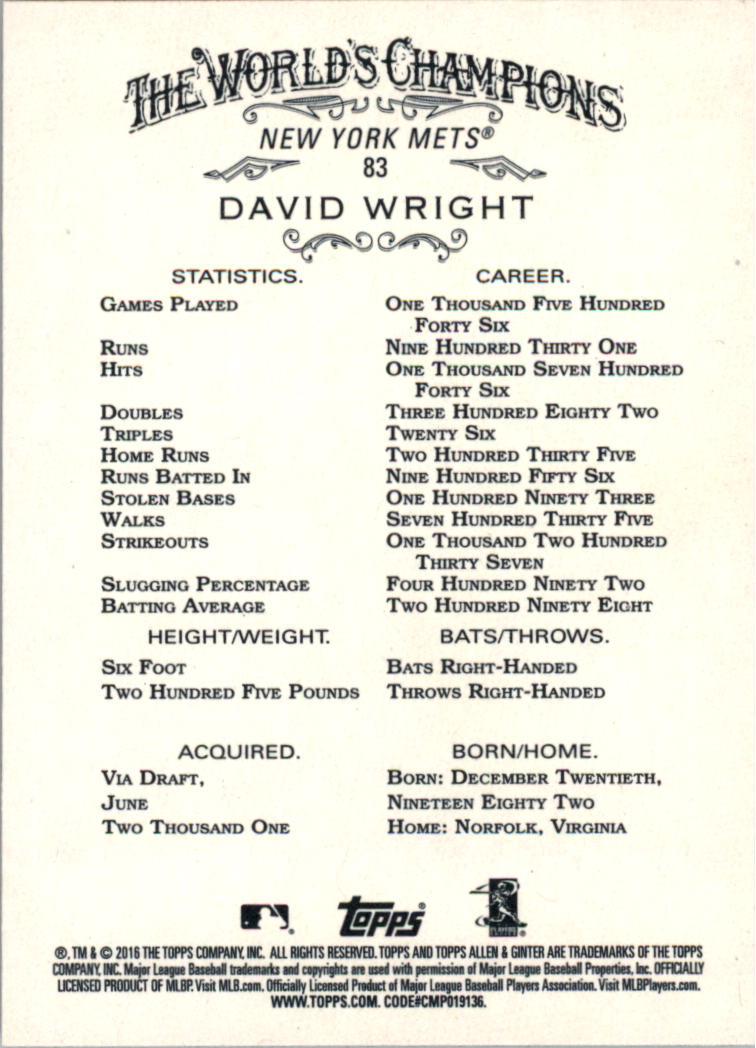 THE WORLD'S CHAMPIONS
NEW YORK METS®
83
DAVID WRIGHT
STATISTICS. CAREER.
GAMES PLAYED ONE THOUSAND FIVE HUNDRED
FORTY SIX
RUNS NINE HUNDRED THIRTY ONE
HITS ONE THOUSAND SEVEN HUNDRED
FORTY SIX
DOUBLES THREE HUNDRED EIGHTY TWO
TRIPLES TWENTY SIX
HOME RUNS TWO HUNDRED THIRTY FIVE
RUNS BATTED IN NINE HUNDRED FIFTY SIX
STOLEN BASES ONE HUNDRED NINETY THREE
WALKS SEVEN HUNDRED THIRTY FIVE
STRIKEOUTS ONE THOUSAND TWO HUNDRED
THIRTY SEVEN
SLUGGING PERCENTAGE FOUR HUNDRED NINETY TWO
BATTING AVERAGE TWO HUNDRED NINETY EIGHT
HEIGHT/WEIGHT. BATS/THROWS.
SIX FOOT BATS RIGHT-HANDED
TWO HUNDRED FIVE POUNDS THROWS RIGHT-HANDED
ACQUIRED. BORN/HOME.
VIA DRAFT, BORN: DECEMBER TWENTIETH,
JUNE NINETEEN EIGHTY TWO
TWO THOUSAND ONE HOME: NORFOLK, VIRGINIA
topps® PLAYERS
®, TM & © 2016 THE TOPPS COMPANY, INC. ALL RIGHTS RESERVED. TOPPS AND TOPPS ALLEN & GINTER ARE TRADEMARKS OF THE TOPPS
COMPANY, INC. Major League Baseball trademarks and copyrights are used with permission of Major League Baseball Properties, Inc. OFFICIALLY
LICENSED PRODUCT OF MLBP. Visit MLB.com. Officially Licensed Product of Major League Baseball Players Association. Visit MLBPlayers.com.
WWW.TOPPS.COM. CODE#CMP019136.